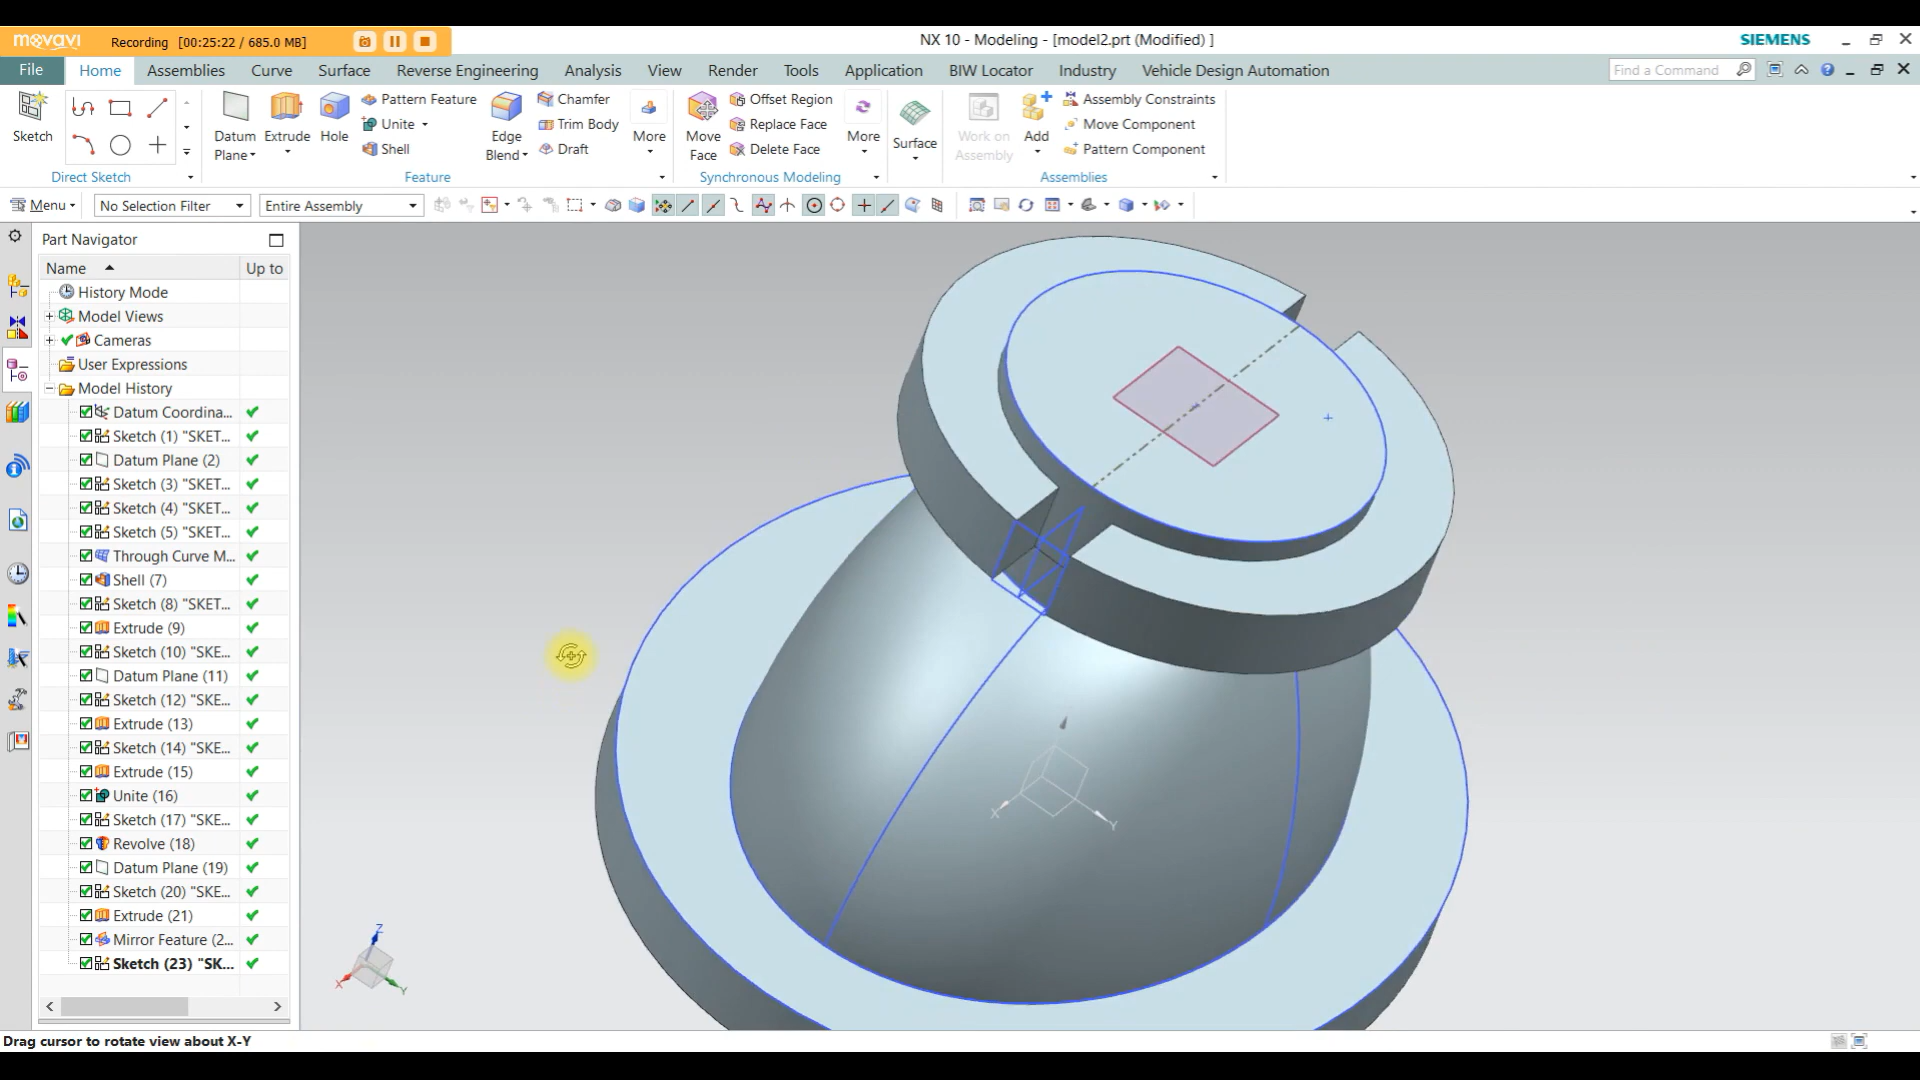 movavi Recording [00:25:22 / 685.0 MB] NX 10 - Modeling - [model2.prt (Modified) ] SIEMENS
File Home Assemblies Curve Surface Reverse Engineering Analysis View Render Tools Application BIW Locator Industry Vehicle Design Automation Find a Command
Pattern Feature Chamfer Offset Region Assembly Constraints
Unite Trim Body Replace Face Move Component
Sketch Datum Extrude Hole Edge More Move More Surface Work on Add
Shell Draft Delete Face Pattern Component
Plane Blend Face Assembly
Direct Sketch Feature Synchronous Modeling Assemblies
Menu No Selection Filter Entire Assembly
Part Navigator
Name Up to
History Mode
Model Views
Cameras
User Expressions
Model History
Datum Coordina...
Sketch (1) "SKET...
Datum Plane (2)
Sketch (3) "SKET...
Sketch (4) "SKET...
Sketch (5) "SKET...
Through Curve M...
Shell (7)
Sketch (8) "SKET...
Extrude (9)
Sketch (10) "SKE...
Datum Plane (11)
Sketch (12) "SKE...
Extrude (13)
Sketch (14) "SKE...
Extrude (15)
Unite (16)
Sketch (17) "SKE...
Revolve (18)
Datum Plane (19)
Sketch (20) "SKE...
Extrude (21)
Mirror Feature (2...
Sketch (23) "SK...
X Y
Z
X Y
Drag cursor to rotate view about X-Y